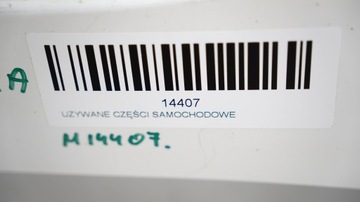 A
14407
UŻYWANE CZĘŚCI SAMOCHODOWE
M14407.